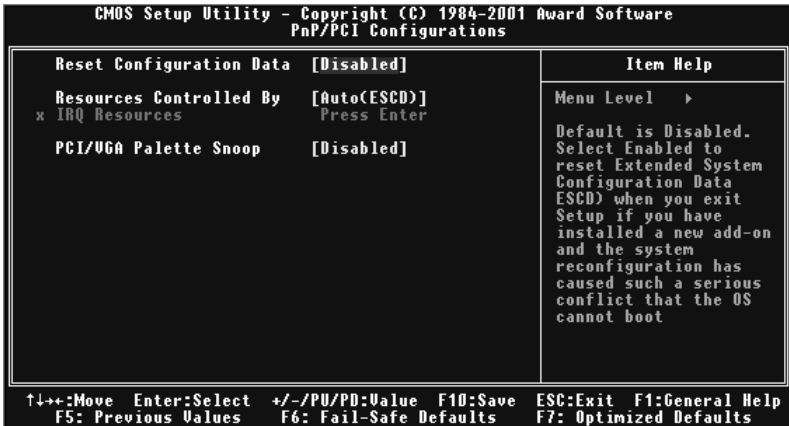 CMOS Setup Utility - Copyright (C) 1984-2001 Award Software
PnP/PCI Configurations
Reset Configuration Data [Disabled]
Resources Controlled By [Auto(ESCD)]
x IRQ Resources Press Enter
PCI/VGA Palette Snoop [Disabled]
Item Help
Menu Level ▸
Default is Disabled.
Select Enabled to
reset Extended System
Configuration Data
ESCD) when you exit
Setup if you have
installed a new add-on
and the system
reconfiguration has
caused such a serious
conflict that the OS
cannot boot
↑↓→←:Move Enter:Select +/-/PU/PD:Value F10:Save ESC:Exit F1:General Help
F5: Previous Values F6: Fail-Safe Defaults F7: Optimized Defaults